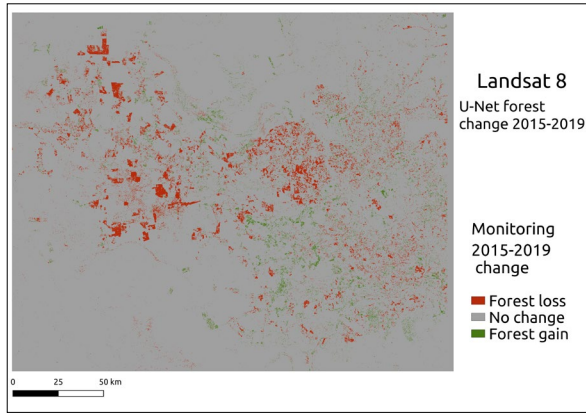 Landsat 8
U-Net forest
change 2015-2019
Monitoring
2015-2019
change
Forest loss
No change
Forest gain
0 25 50 km